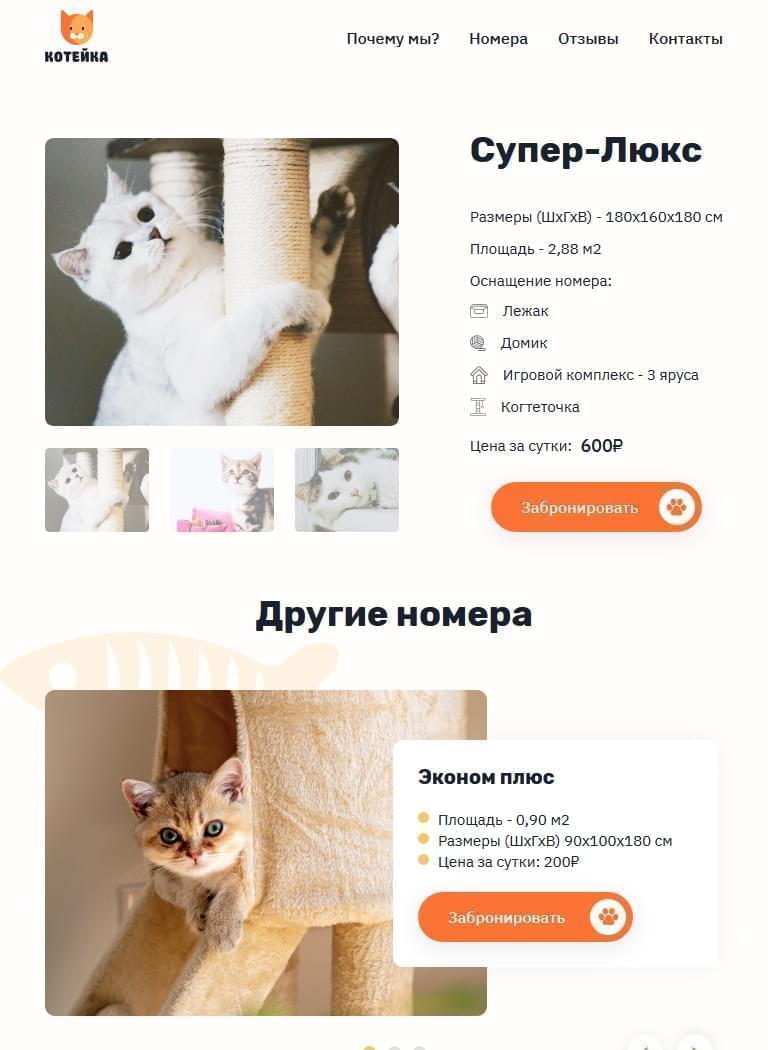 КОТЕЙКА
Почему мы? Номера Отзывы Контакты
Супер-Люкс
Размеры (ШхГхВ) - 180х160х180 см
Площадь - 2,88 м2
Оснащение номера:
Лежак
Домик
Игровой комплекс - 3 яруса
Когтеточка
Цена за сутки: 600₽
Забронировать
Другие номера
Эконом плюс
Площадь - 0,90 м2
Размеры (ШхГхВ) 90х100х180 см
Цена за сутки: 200₽
Забронировать